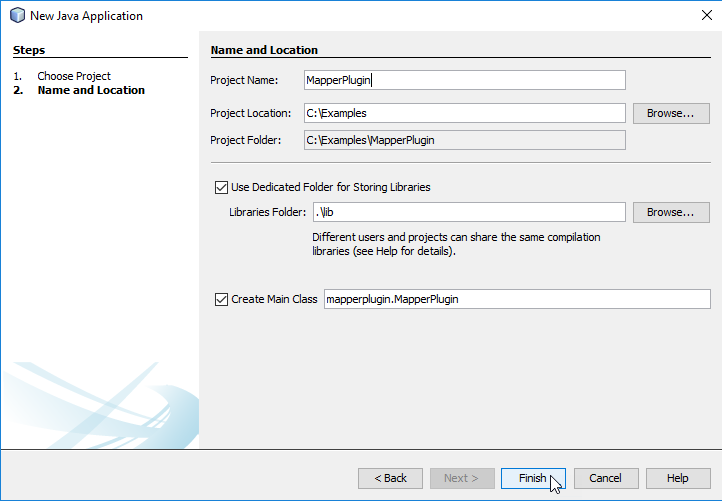 New Java Application
Steps
1. Choose Project
2. Name and Location
Name and Location
Project Name: MapperPlugin
Project Location: C:\Examples Browse...
Project Folder: C:\Examples\MapperPlugin
Use Dedicated Folder for Storing Libraries
Libraries Folder: .\lib Browse...
Different users and projects can share the same compilation
libraries (see Help for details).
Create Main Class mapperplugin.MapperPlugin
< Back Next > Finish Cancel Help